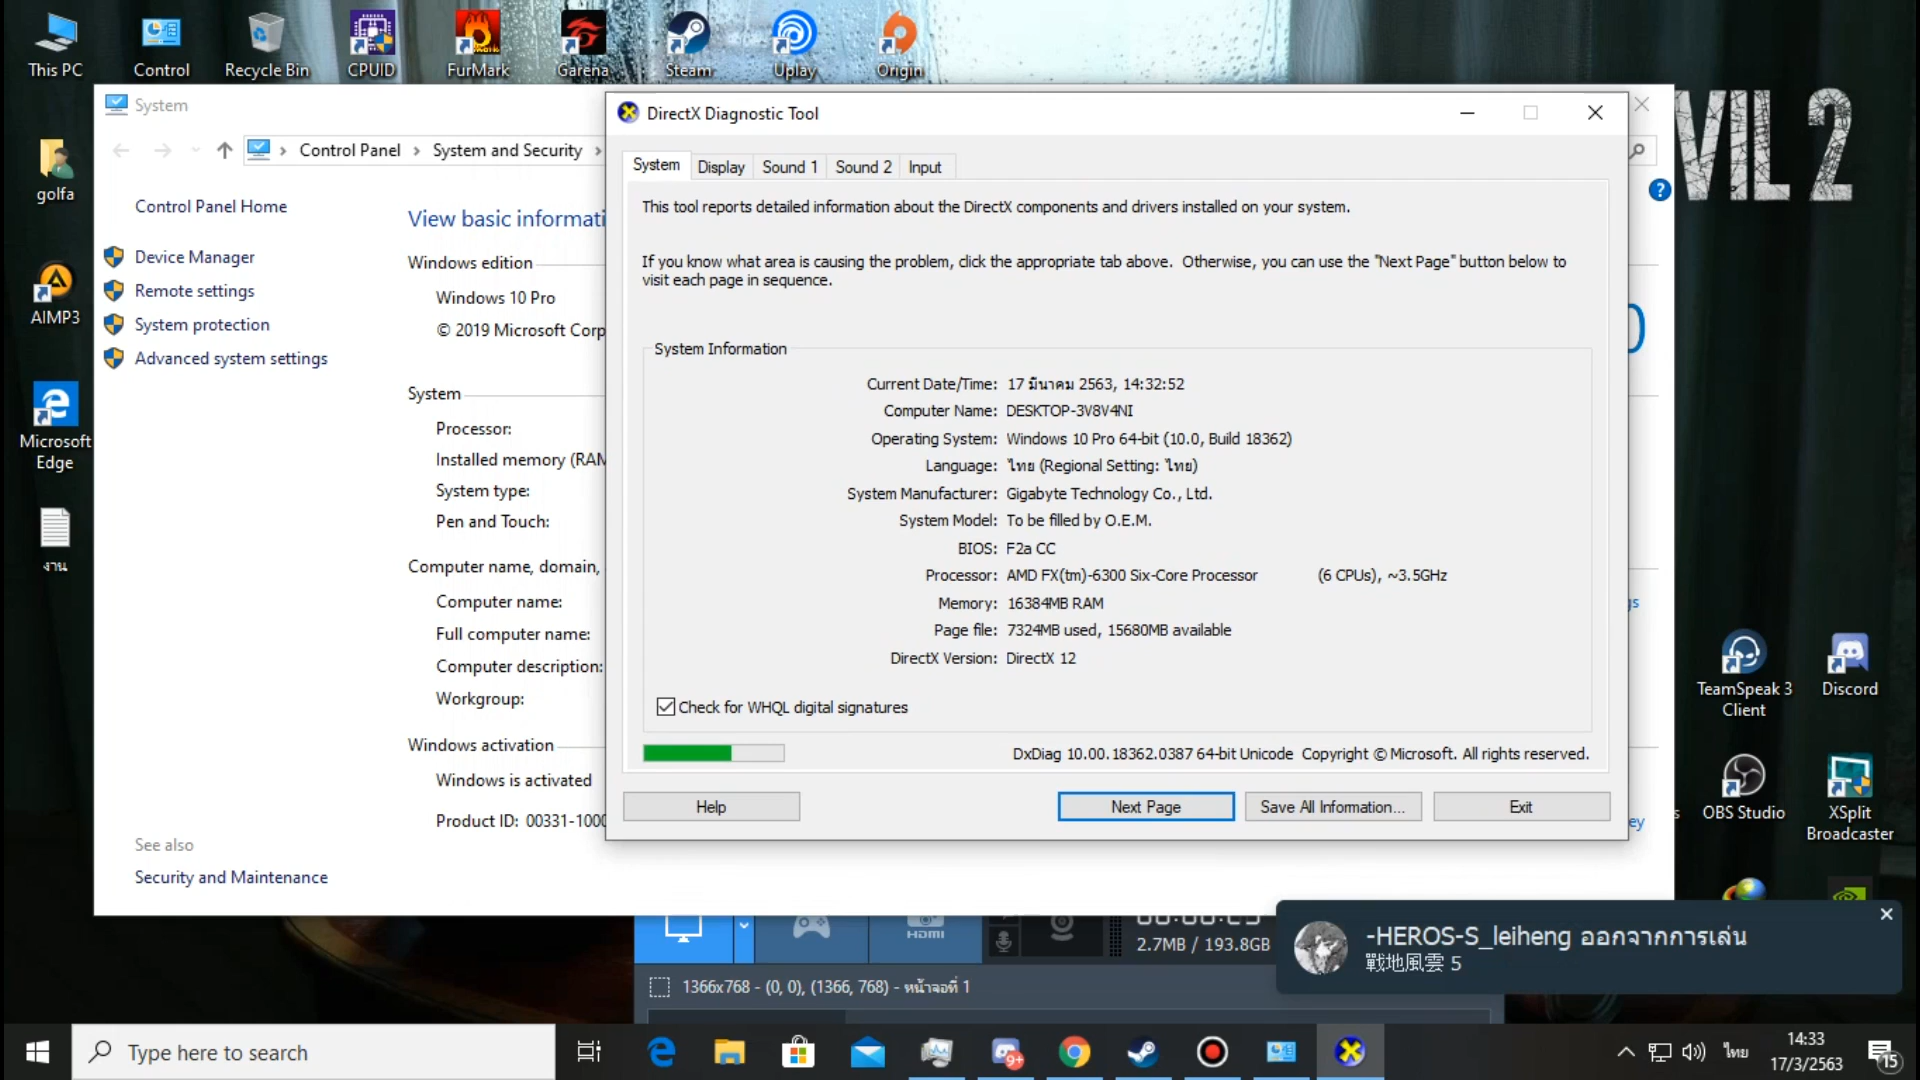 This PC
Control
Recycle Bin
CPUID
FurMark
Garena
Steam
Uplay
Origin
golfa
AIMP3
Microsoft
Edge
งาน
VIL 2
TeamSpeak 3
Client
Discord
OBS Studio
XSplit
Broadcaster
System
Control Panel
System and Security
Control Panel Home
Device Manager
Remote settings
System protection
Advanced system settings
See also
Security and Maintenance
View basic informati
Windows edition
Windows 10 Pro
© 2019 Microsoft Corp
System
Processor:
Installed memory (RAM
System type:
Pen and Touch:
Computer name, domain,
Computer name:
Full computer name:
Computer description:
Workgroup:
Windows activation
Windows is activated
Product ID: 00331-1000
DirectX Diagnostic Tool
System
Display
Sound 1
Sound 2
Input
This tool reports detailed information about the DirectX components and drivers installed on your system.
If you know what area is causing the problem, click the appropriate tab above.  Otherwise, you can use the "Next Page" button below to
visit each page in sequence.
System Information
Current Date/Time: 17 มีนาคม 2563, 14:32:52
Computer Name: DESKTOP-3V8V4NI
Operating System: Windows 10 Pro 64-bit (10.0, Build 18362)
Language: ไทย (Regional Setting: ไทย)
System Manufacturer: Gigabyte Technology Co., Ltd.
System Model: To be filled by O.E.M.
BIOS: F2a CC
Processor: AMD FX(tm)-6300 Six-Core Processor (6 CPUs), ~3.5GHz
Memory: 16384MB RAM
Page file: 7324MB used, 15680MB available
DirectX Version: DirectX 12
Check for WHQL digital signatures
DxDiag 10.00.18362.0387 64-bit Unicode  Copyright © Microsoft. All rights reserved.
Help
Next Page
Save All Information...
Exit
HDMI
2.7MB / 193.8GB
1366x768 - (0, 0), (1366, 768) - หน้าจอที่ 1
-HEROS-S_leiheng ออกจากการเล่น
戰地風雲 5
Type here to search
9+
ไทย
14:33
17/3/2563
15